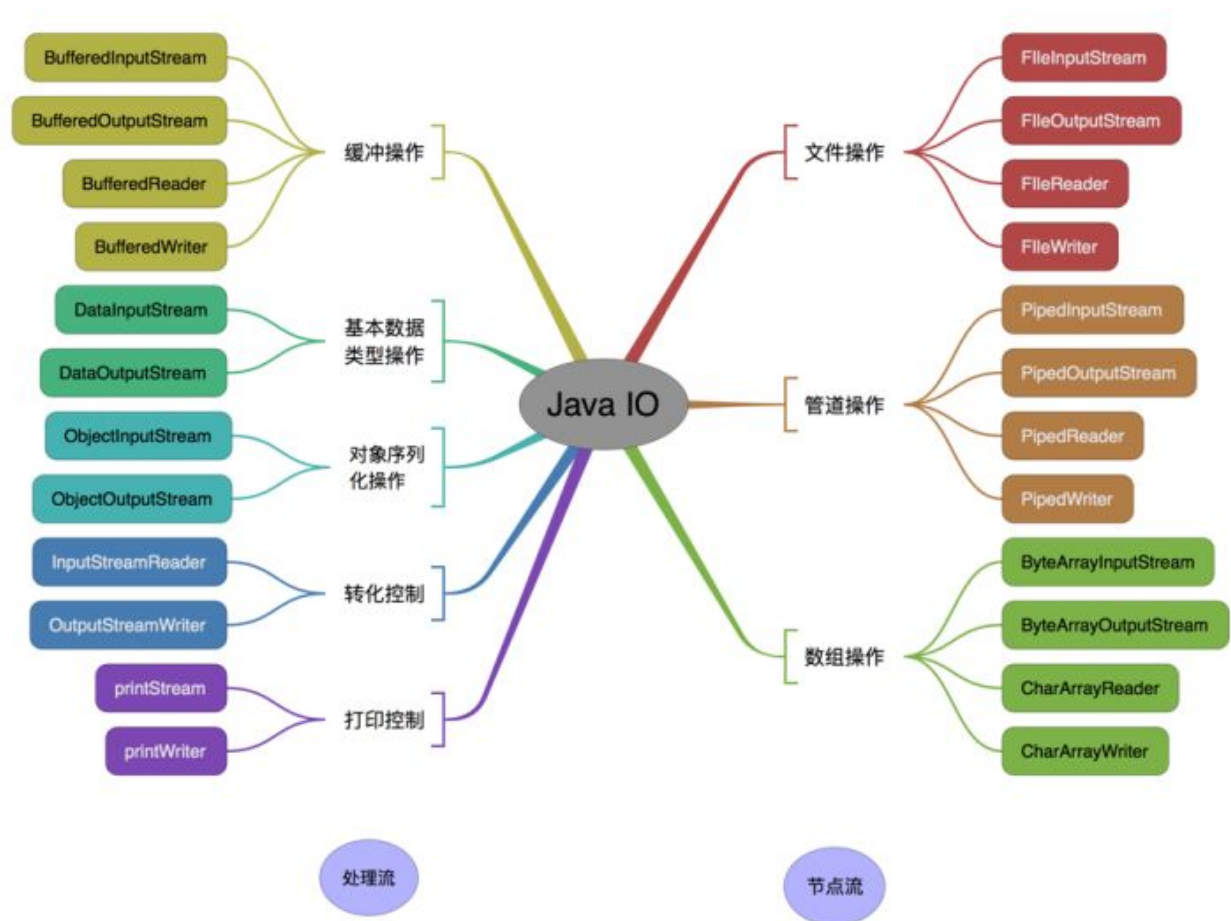 BufferedInputStream
BufferedOutputStream
BufferedReader
BufferedWriter
缓冲操作
DataInputStream
DataOutputStream
基本数据
类型操作
ObjectInputStream
ObjectOutputStream
对象序列
化操作
InputStreamReader
OutputStreamWriter
转化控制
printStream
printWriter
打印控制
Java IO
文件操作
FIleInputStream
FIleOutputStream
FIleReader
FIleWriter
管道操作
PipedInputStream
PipedOutputStream
PipedReader
PipedWriter
数组操作
ByteArrayInputStream
ByteArrayOutputStream
CharArrayReader
CharArrayWriter
处理流
节点流